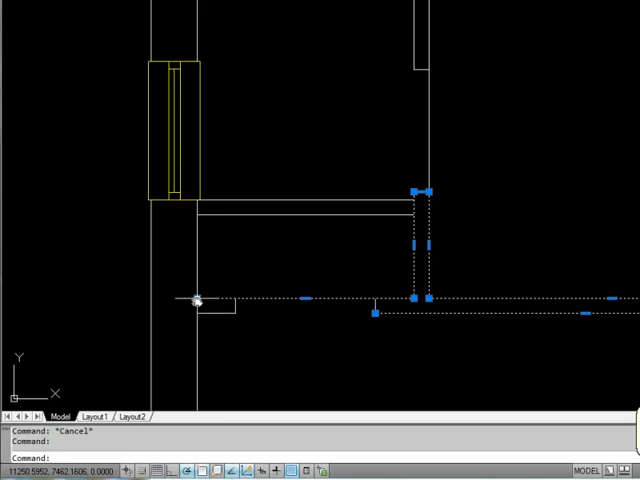 Y
X
Model Layout1 Layout2
Command: *Cancel*
Command:
Command:
11250.5952, 7462.1606, 0.0000 MODEL